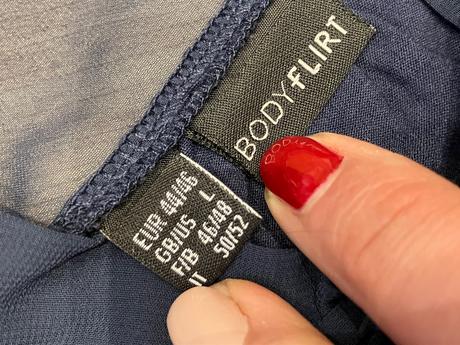 BODYFLIRT
EUR 44/46
GB/US L
F/B 46/48
IT 50/52